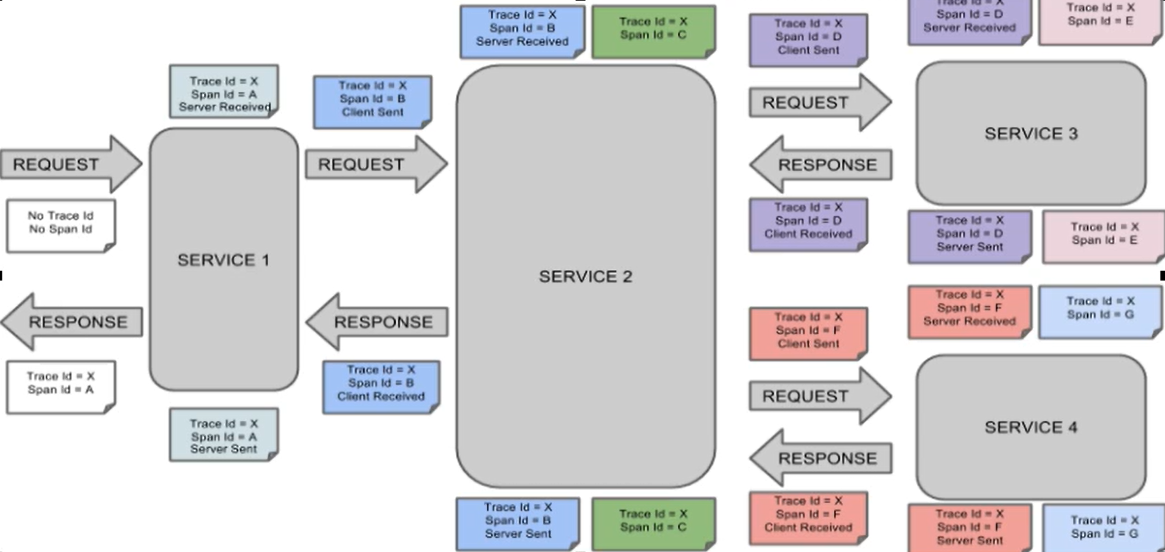 Trace Id = X
Span Id = B
Server Received
Trace Id = X
Span Id = C
Trace Id = X
Span Id = D
Client Sent
Trace Id = X
Span Id = D
Server Received
Trace Id = X
Span Id = E
Trace Id = X
Span Id = A
Server Received
Trace Id = X
Span Id = B
Client Sent
REQUEST
SERVICE 3
REQUEST
REQUEST
RESPONSE
No Trace Id
No Span Id
Trace Id = X
Span Id = D
Client Received
Trace Id = X
Span Id = D
Server Sent
Trace Id = X
Span Id = E
SERVICE 1
SERVICE 2
RESPONSE
RESPONSE
Trace Id = X
Span Id = F
Client Sent
Trace Id = X
Span Id = F
Server Received
Trace Id = X
Span Id = G
Trace Id = X
Span Id = A
Trace Id = X
Span Id = B
Client Received
REQUEST
SERVICE 4
Trace Id = X
Span Id = A
Server Sent
RESPONSE
Trace Id = X
Span Id = B
Server Sent
Trace Id = X
Span Id = C
Trace Id = X
Span Id = F
Client Received
Trace Id = X
Span Id = F
Server Sent
Trace Id = X
Span Id = G